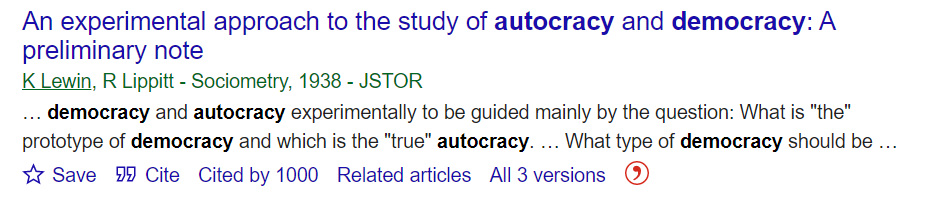 An experimental approach to the study of autocracy and democracy: A
preliminary note
K Lewin, R Lippitt - Sociometry, 1938 - JSTOR
… democracy and autocracy experimentally to be guided mainly by the question: What is "the"
prototype of democracy and which is the "true" autocracy. … What type of democracy should be …
Save Cite Cited by 1000 Related articles All 3 versions